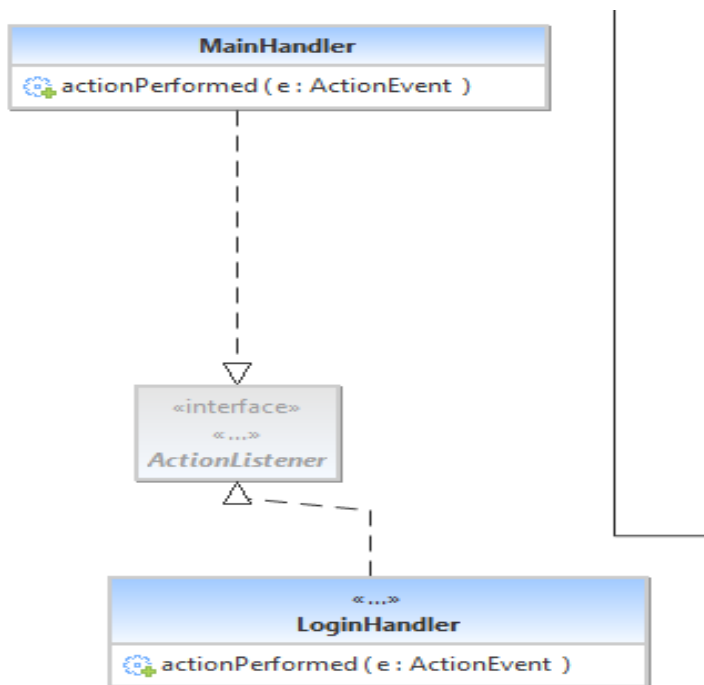 MainHandler
actionPerformed ( e : ActionEvent )
«interface»
«...»
ActionListener
«...»
LoginHandler
actionPerformed ( e : ActionEvent )